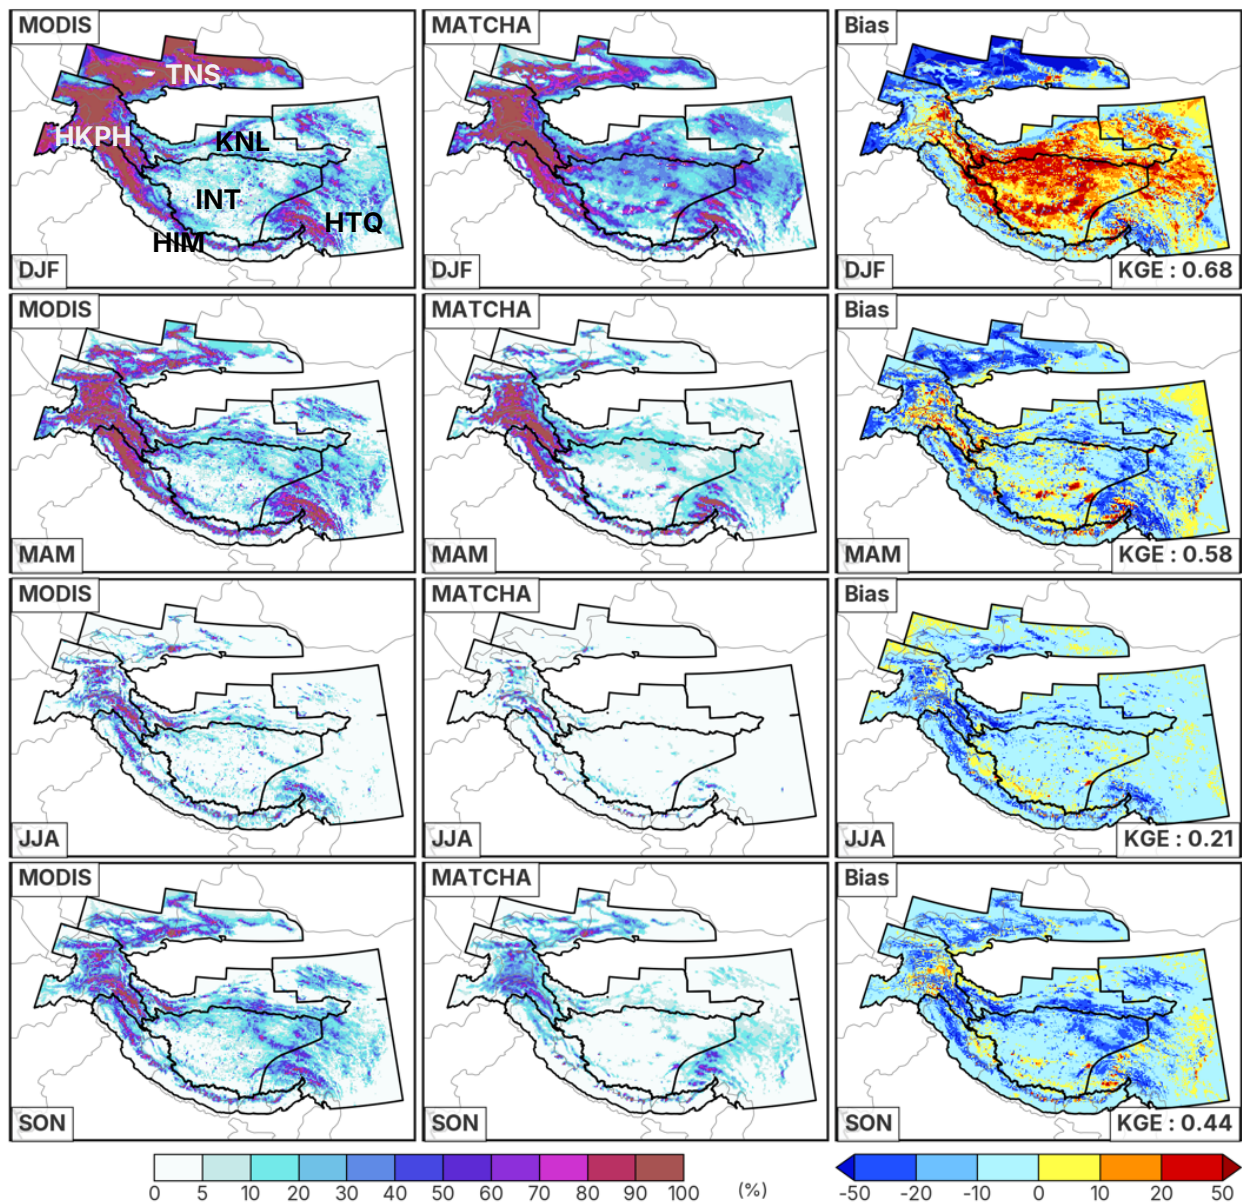 MODIS
MATCHA
Bias
TNS
HKPH
KNL
INT
HTQ
HIM
DJF
DJF
DJF
KGE : 0.68
MODIS
MATCHA
Bias
MAM
MAM
MAM
KGE : 0.58
MODIS
MATCHA
Bias
JJA
JJA
JJA
KGE : 0.21
MODIS
MATCHA
Bias
SON
SON
SON
KGE : 0.44
0 5 10 20 30 40 50 60 70 80 90 100 (%)
-50 -20 -10 0 10 20 50